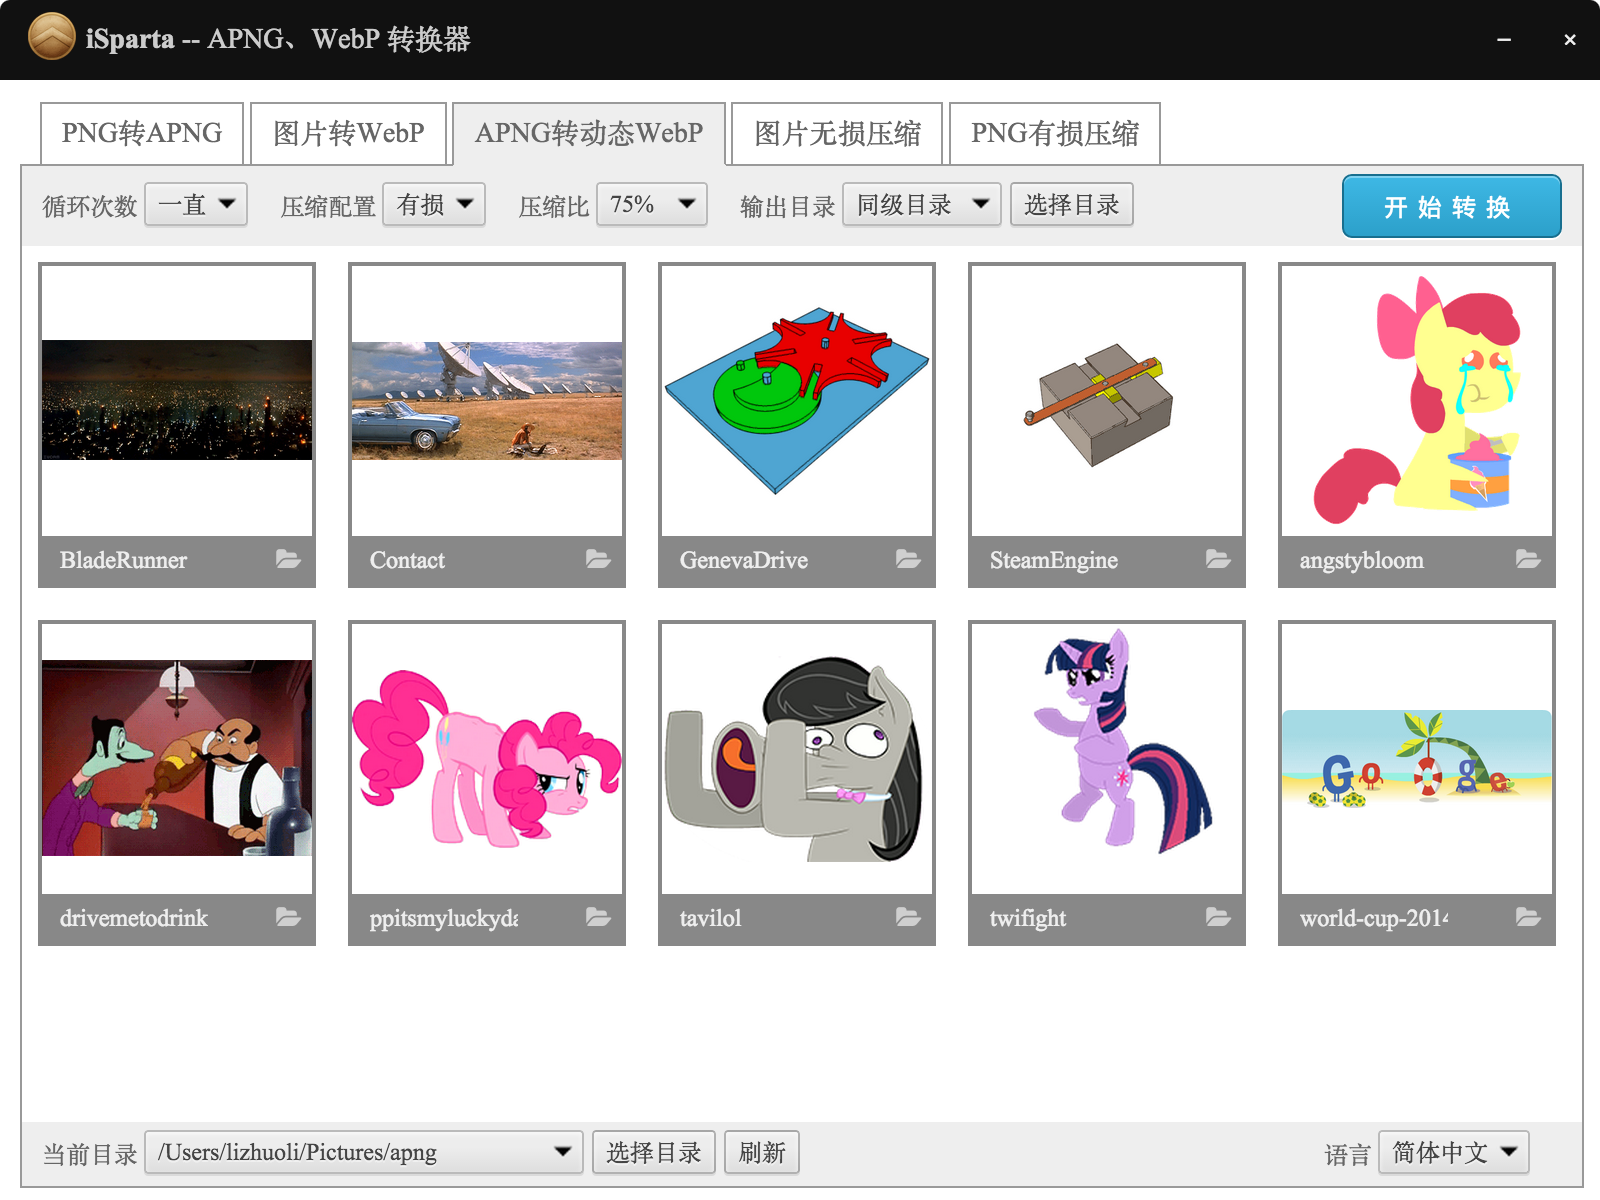 iSparta -- APNG、WebP 转换器
PNG转APNG
图片转WebP
APNG转动态WebP
图片无损压缩
PNG有损压缩
循环次数 一直 压缩配置 有损 压缩比 75% 输出目录 同级目录 选择目录 开始转换
BladeRunner
Contact
GenevaDrive
SteamEngine
angstybloom
Google
drivemetodrink
ppitsmyluckyda
tavilol
twifight
world-cup-2014
当前目录 /Users/lizhuoli/Pictures/apng 选择目录 刷新 语言 简体中文